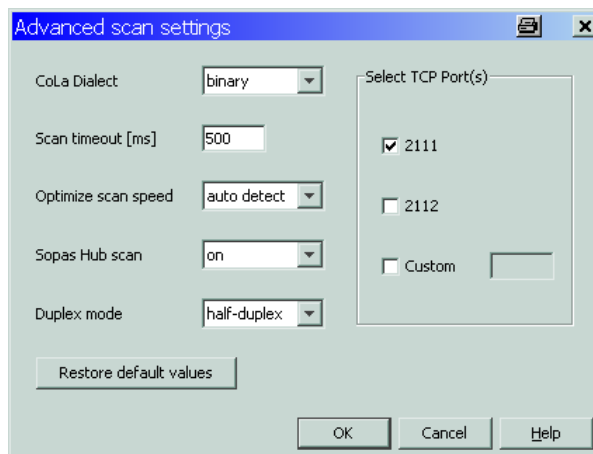 Advanced scan settings
CoLa Dialect
binary
Scan timeout [ms]
500
Optimize scan speed
auto detect
Sopas Hub scan
on
Duplex mode
half-duplex
Restore default values
Select TCP Port(s)
2111
2112
Custom
OK
Cancel
Help